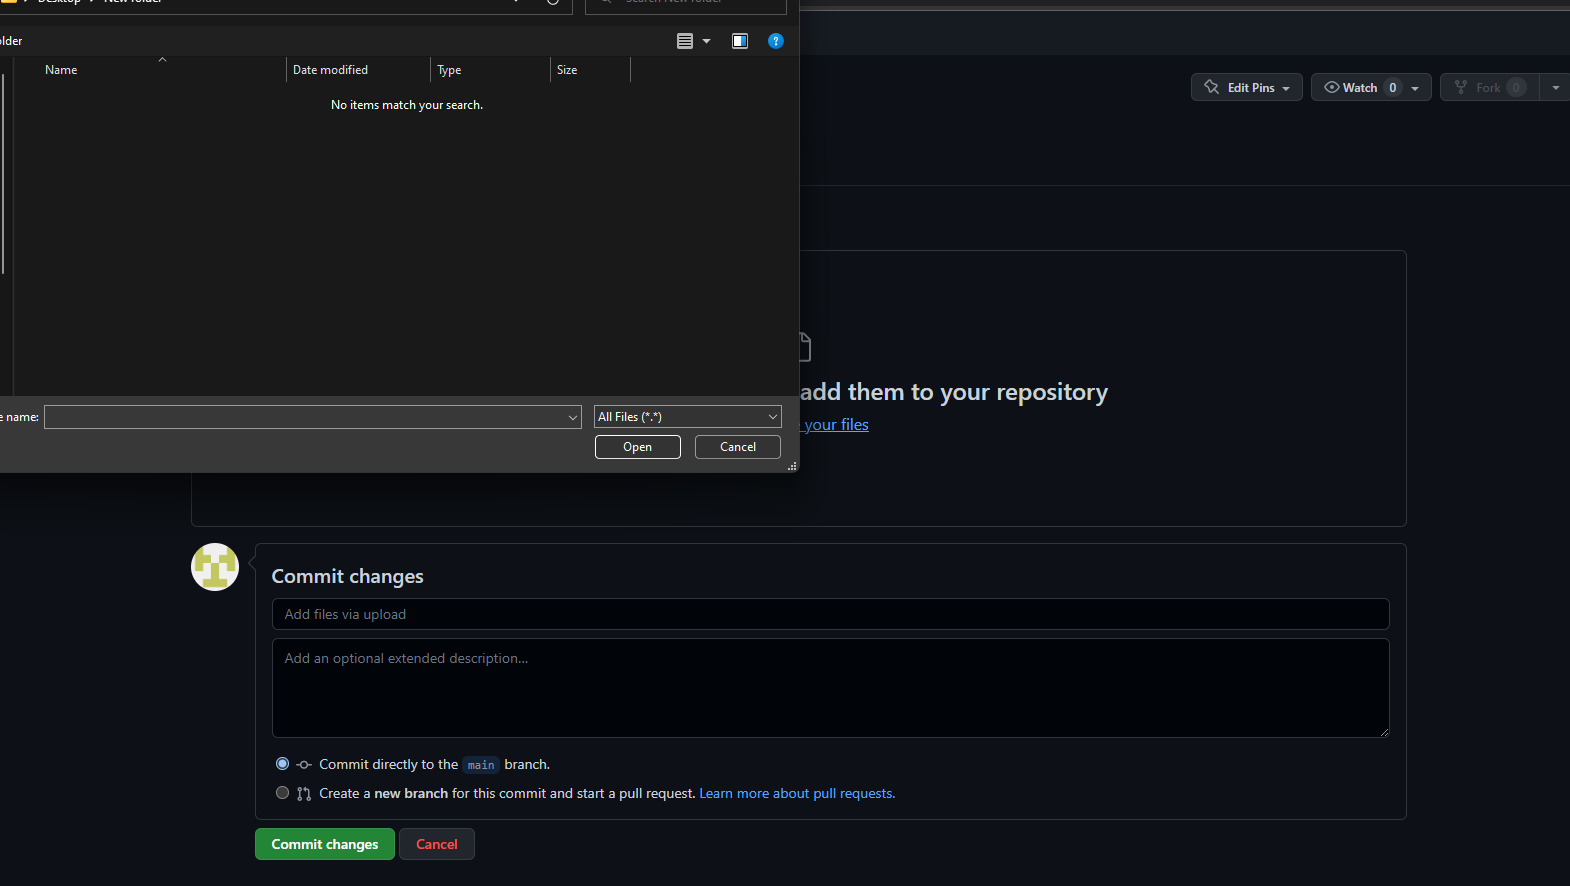 Desktop
New folder
Search New folder
older
Name
Date modified
Type
Size
No items match your search.
Edit Pins
Watch 0
Fork 0
add them to your repository
your files
e name:
All Files (*.*)
Open
Cancel
Commit changes
Add files via upload
Add an optional extended description...
Commit directly to the main branch.
Create a new branch for this commit and start a pull request. Learn more about pull requests.
Commit changes
Cancel